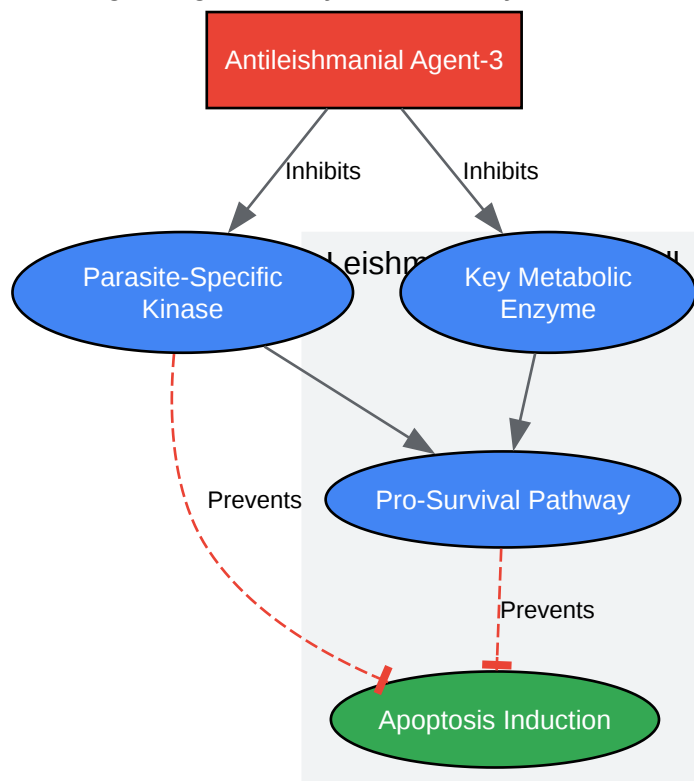 Antileishmanial Agent-3
Inhibits
Inhibits
Parasite-Specific
Kinase
Key Metabolic
Enzyme
Prevents
Pro-Survival Pathway
Prevents
Apoptosis Induction